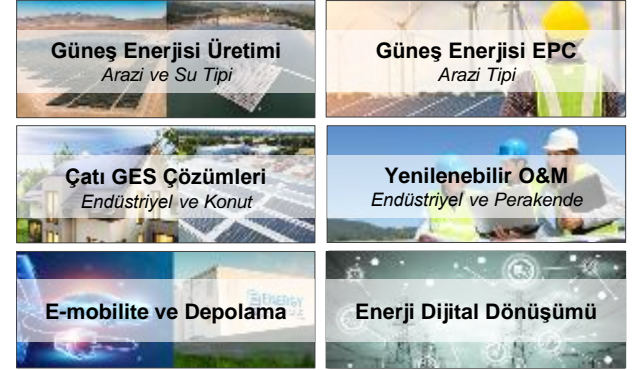 Güneş Enerjisi Üretimi
Arazi ve Su Tipi
Güneş Enerjisi EPC
Arazi Tipi
Çatı GES Çözümleri
Endüstriyel ve Konut
Yenilenebilir O&M
Endüstriyel ve Perakende
E-mobilite ve Depolama
ENERGY
Enerji Dijital Dönüşümü